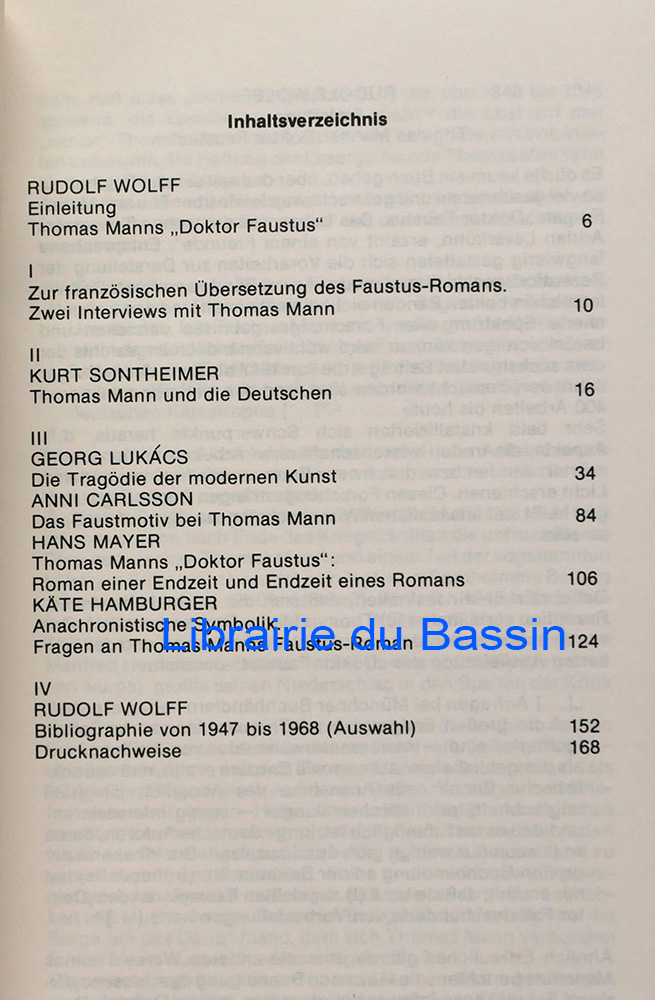 Inhaltsverzeichnis
RUDOLF WOLFF
Einleitung
Thomas Manns „Doktor Faustus“ 6
I
Zur französischen Übersetzung des Faustus-Romans.
Zwei Interviews mit Thomas Mann 10
II
KURT SONTHEIMER
Thomas Mann und die Deutschen 16
III
GEORG LUKÁCS
Die Tragödie der modernen Kunst 34
ANNI CARLSSON
Das Faustmotiv bei Thomas Mann 84
HANS MAYER
Thomas Manns „Doktor Faustus“:
Roman einer Endzeit und Endzeit eines Romans 106
KÄTE HAMBURGER
Anachronistische Symbolik.
Fragen an Thomas Manns Faustus-Roman 124
Librairie du Bassin
IV
RUDOLF WOLFF
Bibliographie von 1947 bis 1968 (Auswahl) 152
Drucknachweise 168